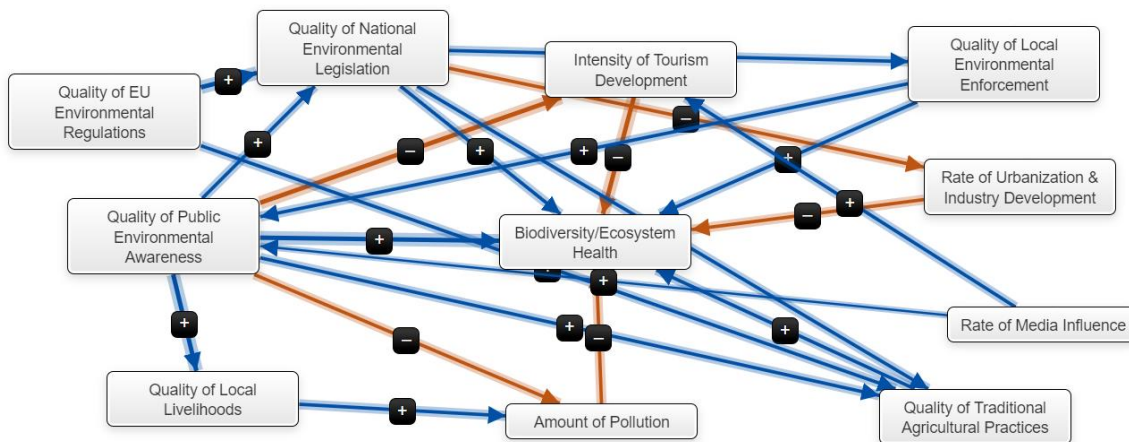 Quality of National
Environmental
Legislation
Intensity of Tourism
Development
Quality of Local
Environmental
Enforcement
Quality of EU
Environmental
Regulations
+
+
−
+
+
−
−
+
Rate of Urbanization &
Industry Development
Quality of Public
Environmental
Awareness
−
+
Biodiversity/Ecosystem
Health
+
+
+
+
+
+
−
−
Rate of Media Influence
Quality of Local
Livelihoods
+
Amount of Pollution
Quality of Traditional
Agricultural Practices